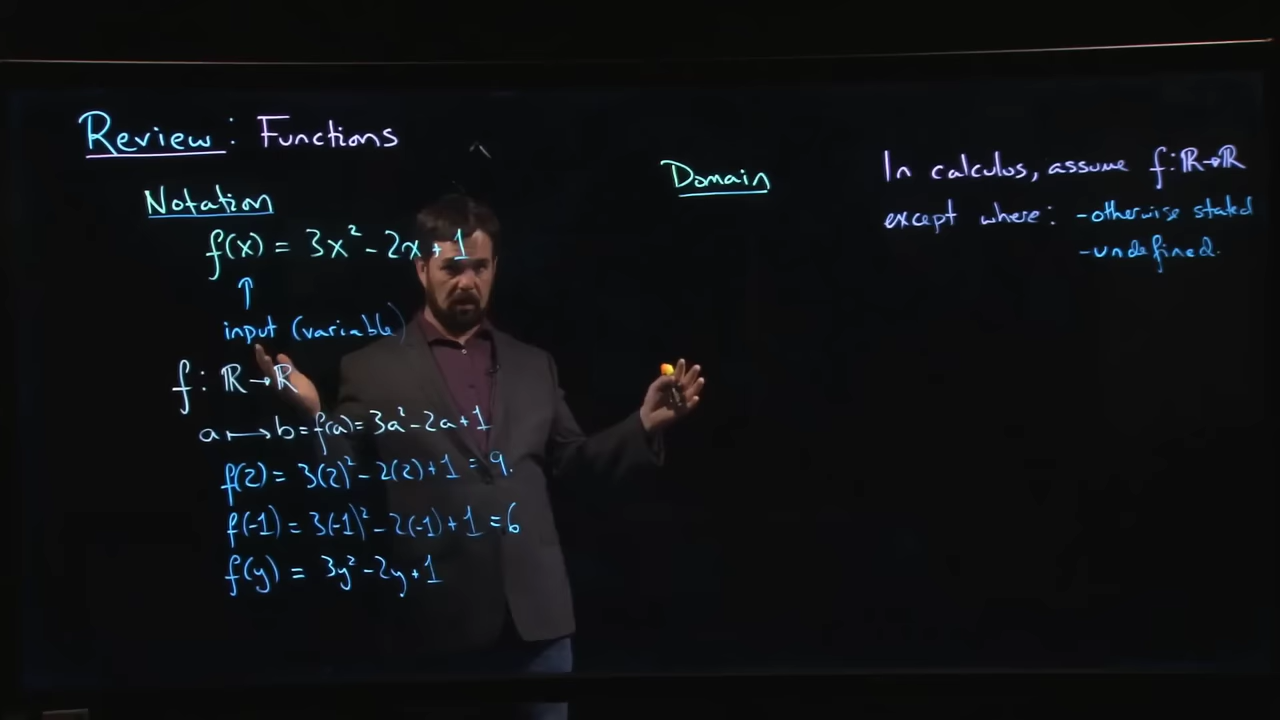 Review: Functions
Notation
f(x) = 3x² - 2x + 1
↑
input (variable)
f: ℝ→ℝ
a ⟼ b = f(a) = 3a² - 2a + 1
f(2) = 3(2)² - 2(2) + 1 = 9.
f(-1) = 3(-1)² - 2(-1) + 1 = 6
f(y) = 3y² - 2y + 1
Domain
In calculus, assume f: ℝ→ℝ
except where: - otherwise stated
- undefined.